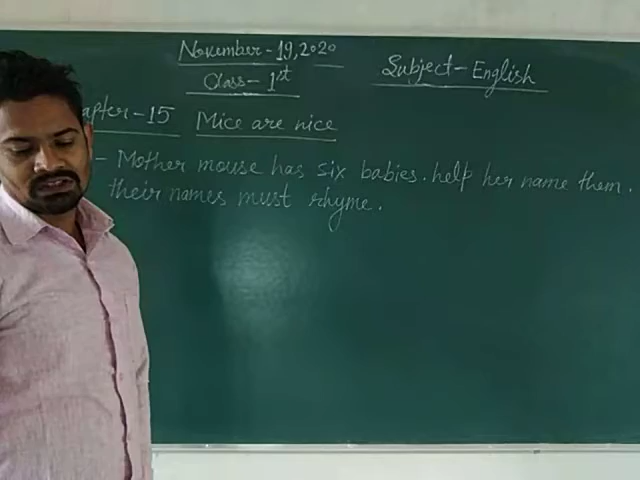 November-19,2020
Class-1st
Subject-English
apter-15 Mice are nice
- Mother mouse has six babies. help her name them.
their names must rhyme.